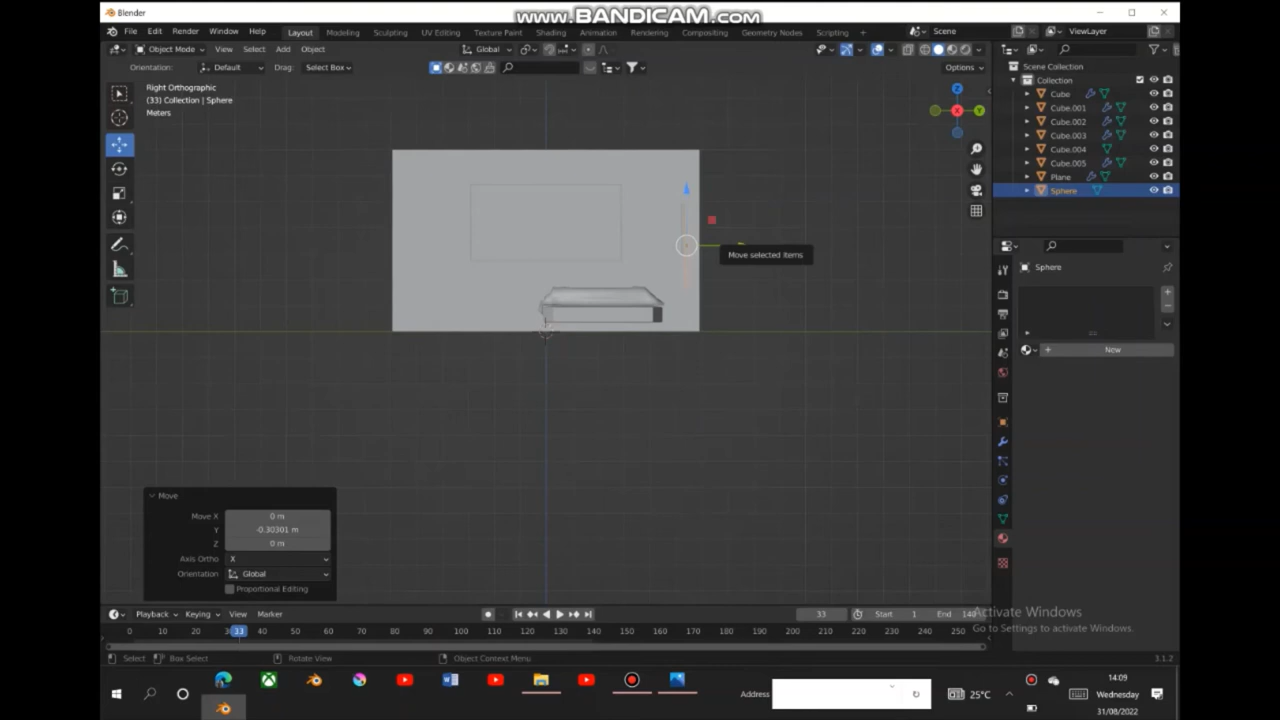 www.BANDICAM.com
Blender
File Edit Render Window Help Layout Modeling Sculpting UV Editing Texture Paint Shading Animation Rendering Compositing Geometry Nodes Scripting + Scene ViewLayer
Object Mode View Select Add Object Global
Orientation: Default Drag: Select Box Options
Right Orthographic
(33) Collection | Sphere
Meters
Z
X
Y
Scene Collection
Collection
Cube
Cube.001
Cube.002
Cube.003
Cube.004
Cube.005
Plane
Sphere
Move selected items
Sphere
New
Move
Move X 0 m
Y -0.30301 m
Z 0 m
Axis Ortho X
Orientation Global
Proportional Editing
Playback Keying View Marker 33 Start 1 End 140
0 10 20 33 40 50 60 70 80 90 100 110 120 130 140 150 160 170 180 190 200 210 220 230 240 250
Activate Windows
Go to Settings to activate Windows.
Select Box Select Rotate View Object Context Menu 3.1.2
Address 25°C 14:09
Wednesday
31/08/2022